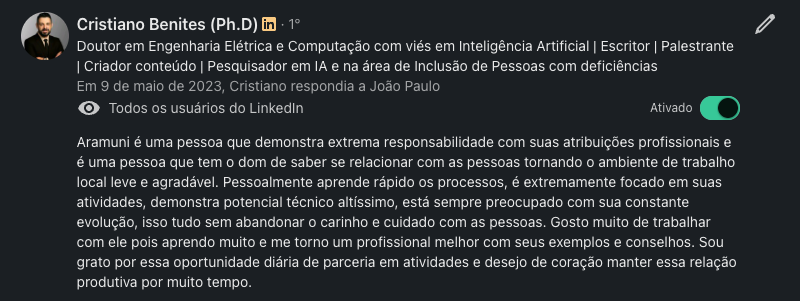 Cristiano Benites (Ph.D) in · 1º
Doutor em Engenharia Elétrica e Computação com viés em Inteligência Artificial | Escritor | Palestrante
| Criador conteúdo | Pesquisador em IA e na área de Inclusão de Pessoas com deficiências
Em 9 de maio de 2023, Cristiano respondia a João Paulo
Todos os usuários do LinkedIn
Ativado
Aramuni é uma pessoa que demonstra extrema responsabilidade com suas atribuições profissionais e
é uma pessoa que tem o dom de saber se relacionar com as pessoas tornando o ambiente de trabalho
local leve e agradável. Pessoalmente aprende rápido os processos, é extremamente focado em suas
atividades, demonstra potencial técnico altíssimo, está sempre preocupado com sua constante
evolução, isso tudo sem abandonar o carinho e cuidado com as pessoas. Gosto muito de trabalhar
com ele pois aprendo muito e me torno um profissional melhor com seus exemplos e conselhos. Sou
grato por essa oportunidade diária de parceria em atividades e desejo de coração manter essa relação
produtiva por muito tempo.